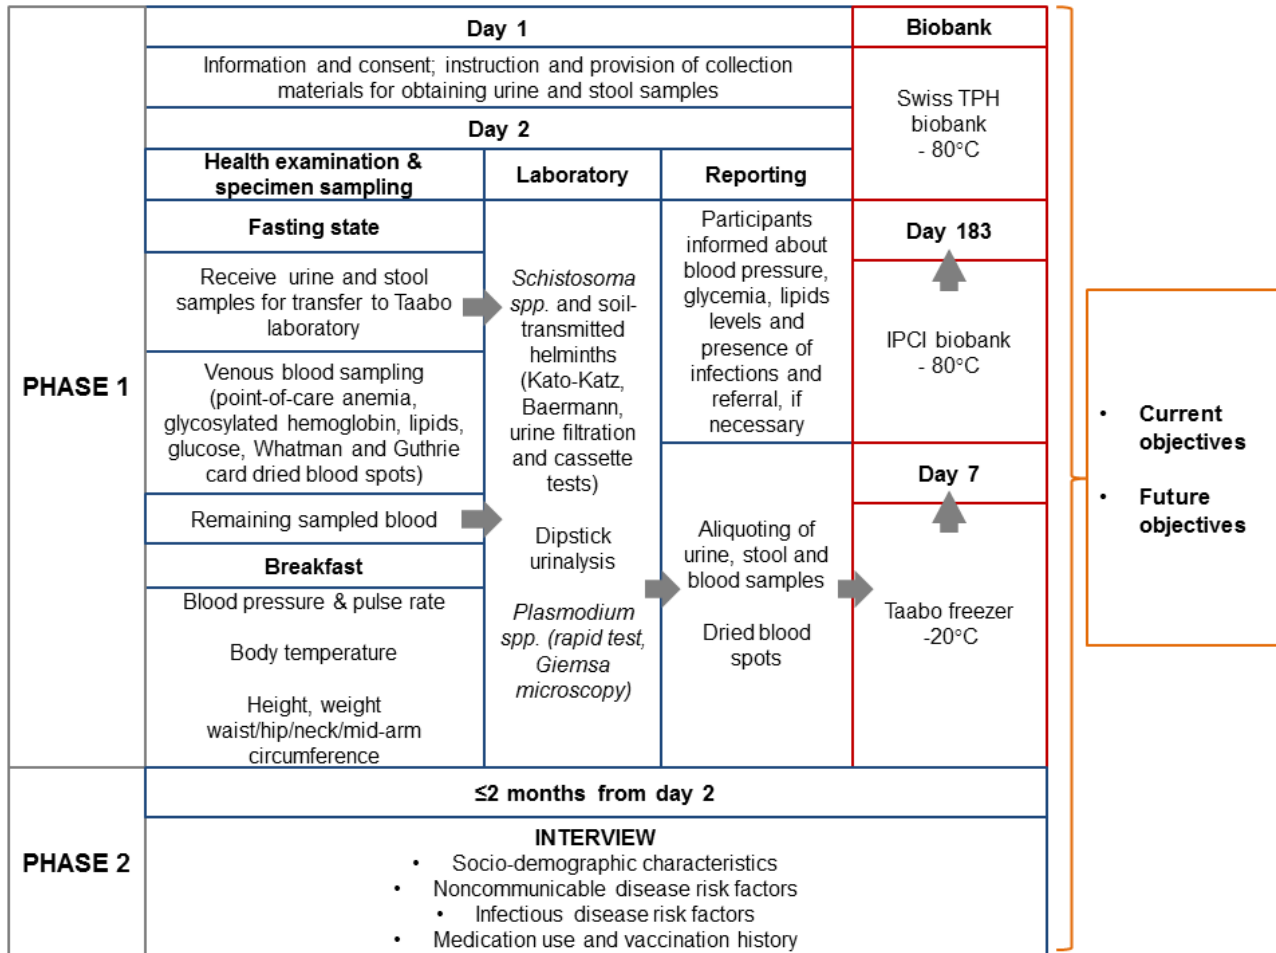 PHASE 1
Day 1
Information and consent; instruction and provision of collection
materials for obtaining urine and stool samples
Day 2
Health examination &
specimen sampling
Fasting state
Receive urine and stool
samples for transfer to Taabo
laboratory
Venous blood sampling
(point-of-care anemia,
glycosylated hemoglobin, lipids,
glucose, Whatman and Guthrie
card dried blood spots)
Remaining sampled blood
Breakfast
Blood pressure & pulse rate
Body temperature
Height, weight
waist/hip/neck/mid-arm
circumference
Laboratory
Schistosoma
spp. and soil-
transmitted
helminths
(Kato-Katz,
Baermann,
urine filtration
and cassette
tests)
Dipstick
urinalysis
Plasmodium
spp. (rapid test,
Giemsa
microscopy)
Reporting
Participants
informed about
blood pressure,
glycemia, lipids
levels and
presence of
infections and
referral, if
necessary
Aliquoting of
urine, stool and
blood samples
Dried blood
spots
Biobank
Swiss TPH
biobank
- 80°C
Day 183
IPCI biobank
- 80°C
Day 7
Taabo freezer
-20°C
PHASE 2
≤2 months from day 2
INTERVIEW
• Socio-demographic characteristics
• Noncommunicable disease risk factors
• Infectious disease risk factors
• Medication use and vaccination history
• Current
objectives
• Future
objectives